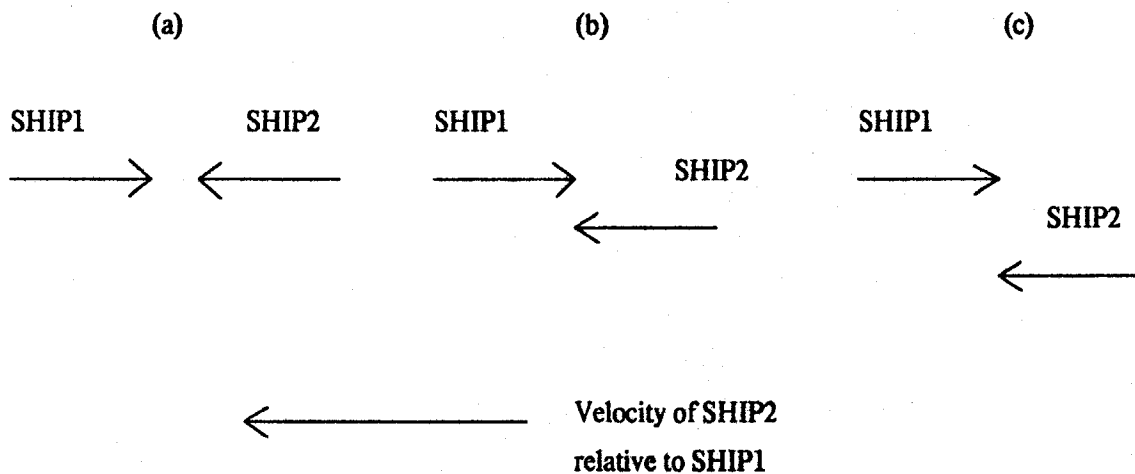 (a)
(b)
(c)
SHIP1
SHIP2
SHIP1
SHIP2
SHIP1
SHIP2
Velocity of SHIP2
relative to SHIP1